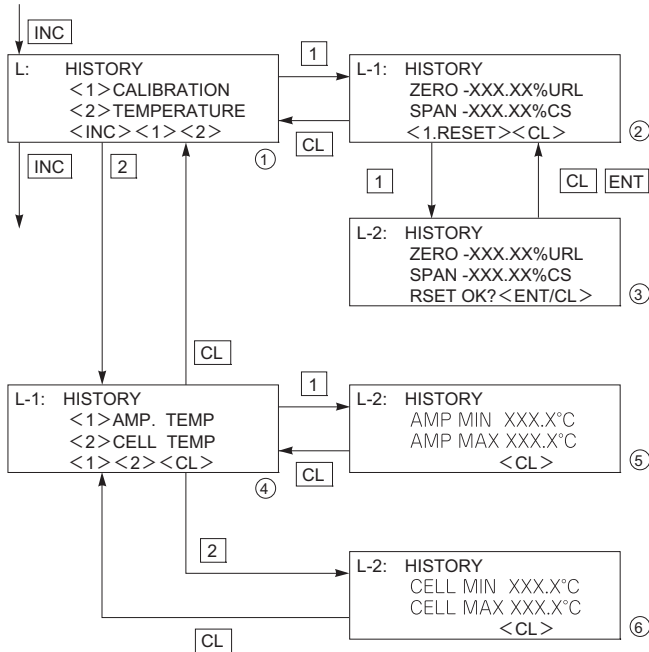 INC
L: HISTORY
<1>CALIBRATION
<2>TEMPERATURE
<INC><1><2>
①
1
CL
L-1: HISTORY
ZERO -XXX.XX%URL
SPAN -XXX.XX%CS
<1.RESET><CL>
②
INC
2
1
CL ENT
L-2: HISTORY
ZERO -XXX.XX%URL
SPAN -XXX.XX%CS
RSET OK?<ENT/CL>
③
CL
L-1: HISTORY
<1>AMP. TEMP
<2>CELL TEMP
<1><2><CL>
④
1
CL
L-2: HISTORY
AMP MIN XXX.X°C
AMP MAX XXX.X°C
<CL>
⑤
2
CL
L-2: HISTORY
CELL MIN XXX.X°C
CELL MAX XXX.X°C
<CL>
⑥